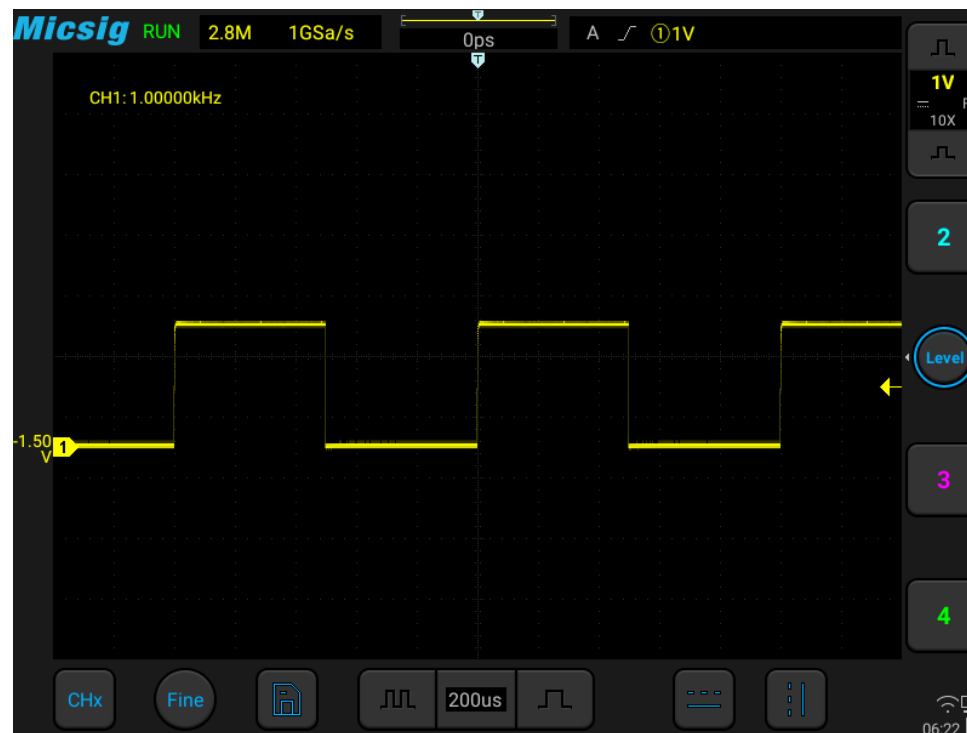 Micsig RUN 2.8M 1GSa/s 0ps A ①1V
T
T
CH1:1.00000kHz
1V
F
10X
2
Level
-1.50
V
1
3
4
CHx Fine 200us
06:22